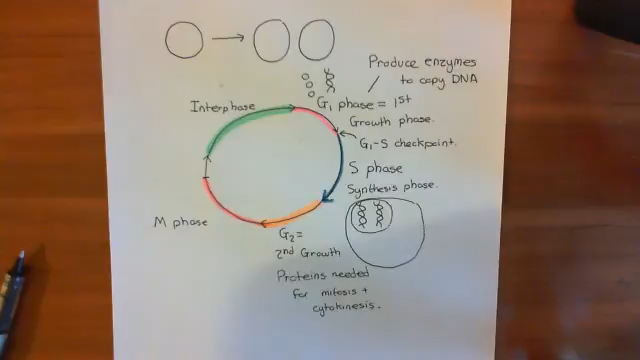 Produce enzymes
to copy DNA
Interphase
G₁ phase = 1st
Growth phase.
G₁-S checkpoint.
S phase
Synthesis phase.
M phase
G₂ =
2nd Growth
Proteins needed
for mitosis +
cytokinesis.